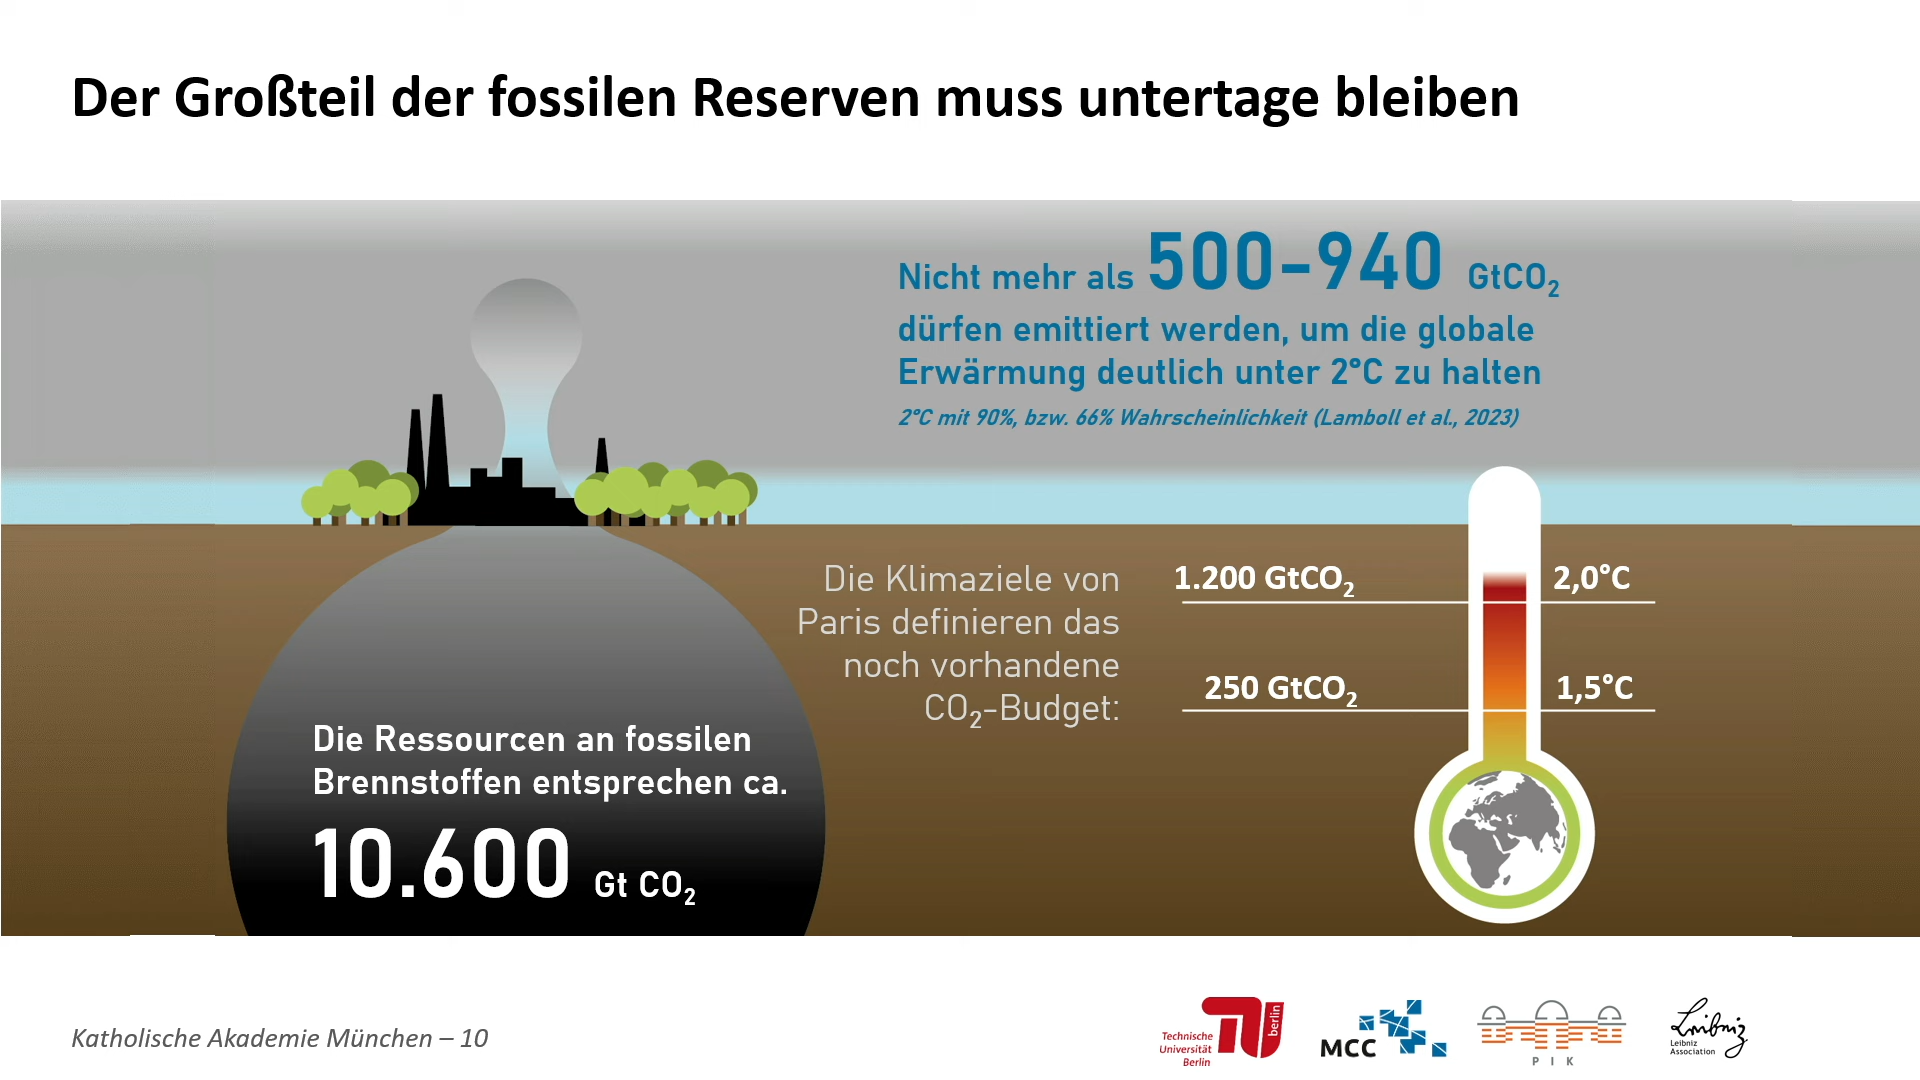 Der Großteil der fossilen Reserven muss untertage bleiben
Nicht mehr als 500–940 GtCO₂
dürfen emittiert werden, um die globale
Erwärmung deutlich unter 2°C zu halten
2°C mit 90%, bzw. 66% Wahrscheinlichkeit (Lamboll et al., 2023)
Die Klimaziele von
Paris definieren das
noch vorhandene
CO₂-Budget:
1.200 GtCO₂ 2,0°C
250 GtCO₂ 1,5°C
Die Ressourcen an fossilen
Brennstoffen entsprechen ca.
10.600 Gt CO₂
Katholische Akademie München – 10
Technische
Universität
Berlin
berlin
MCC
PIK
Leibniz
Leibniz
Association